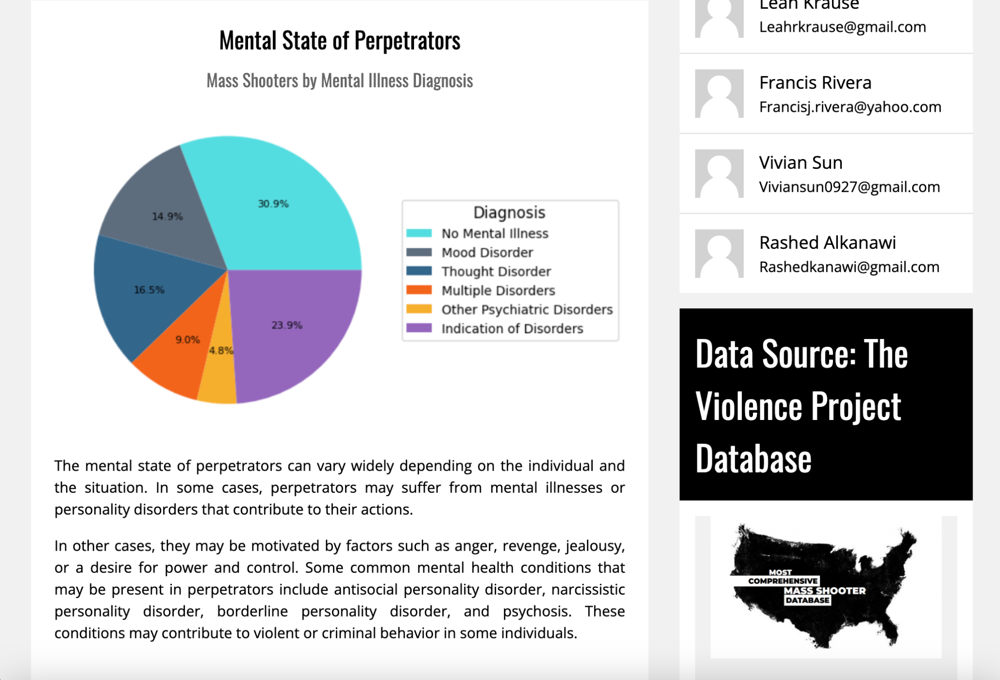 Mental State of Perpetrators
Mass Shooters by Mental Illness Diagnosis
30.9%
14.9%
16.5%
9.0%
4.8%
23.9%
Diagnosis
No Mental Illness
Mood Disorder
Thought Disorder
Multiple Disorders
Other Psychiatric Disorders
Indication of Disorders
The mental state of perpetrators can vary widely depending on the individual and
the situation. In some cases, perpetrators may suffer from mental illnesses or
personality disorders that contribute to their actions.
In other cases, they may be motivated by factors such as anger, revenge, jealousy,
or a desire for power and control. Some common mental health conditions that
may be present in perpetrators include antisocial personality disorder, narcissistic
personality disorder, borderline personality disorder, and psychosis. These
conditions may contribute to violent or criminal behavior in some individuals.
Leah Krause
Leahrkrause@gmail.com
Francis Rivera
Francisj.rivera@yahoo.com
Vivian Sun
Viviansun0927@gmail.com
Rashed Alkanawi
Rashedkanawi@gmail.com
Data Source: The
Violence Project
Database
MOST
COMPREHENSIVE
MASS SHOOTER
DATABASE